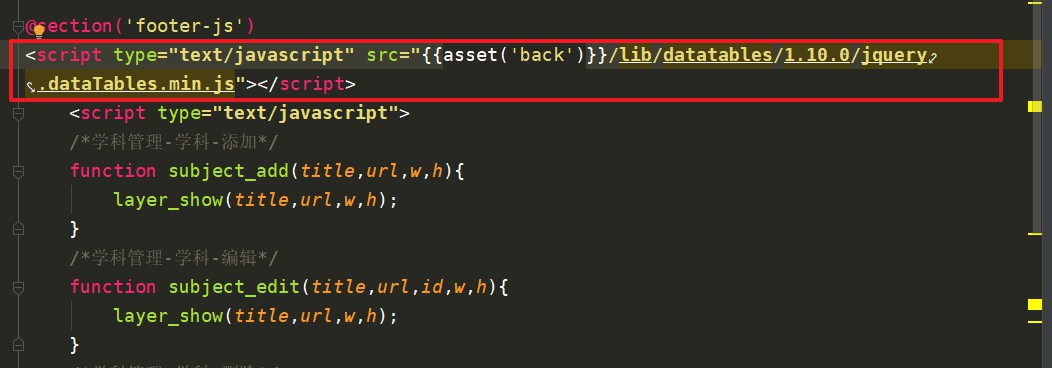 @section('footer-js')
<script type="text/javascript" src="{{asset('back')}}/lib/datatables/1.10.0/jquery
.dataTables.min.js"></script>
<script type="text/javascript">
/*学科管理-学科-添加*/
function subject_add(title,url,w,h){
layer_show(title,url,w,h);
}
/*学科管理-学科-编辑*/
function subject_edit(title,url,id,w,h){
layer_show(title,url,w,h);
}